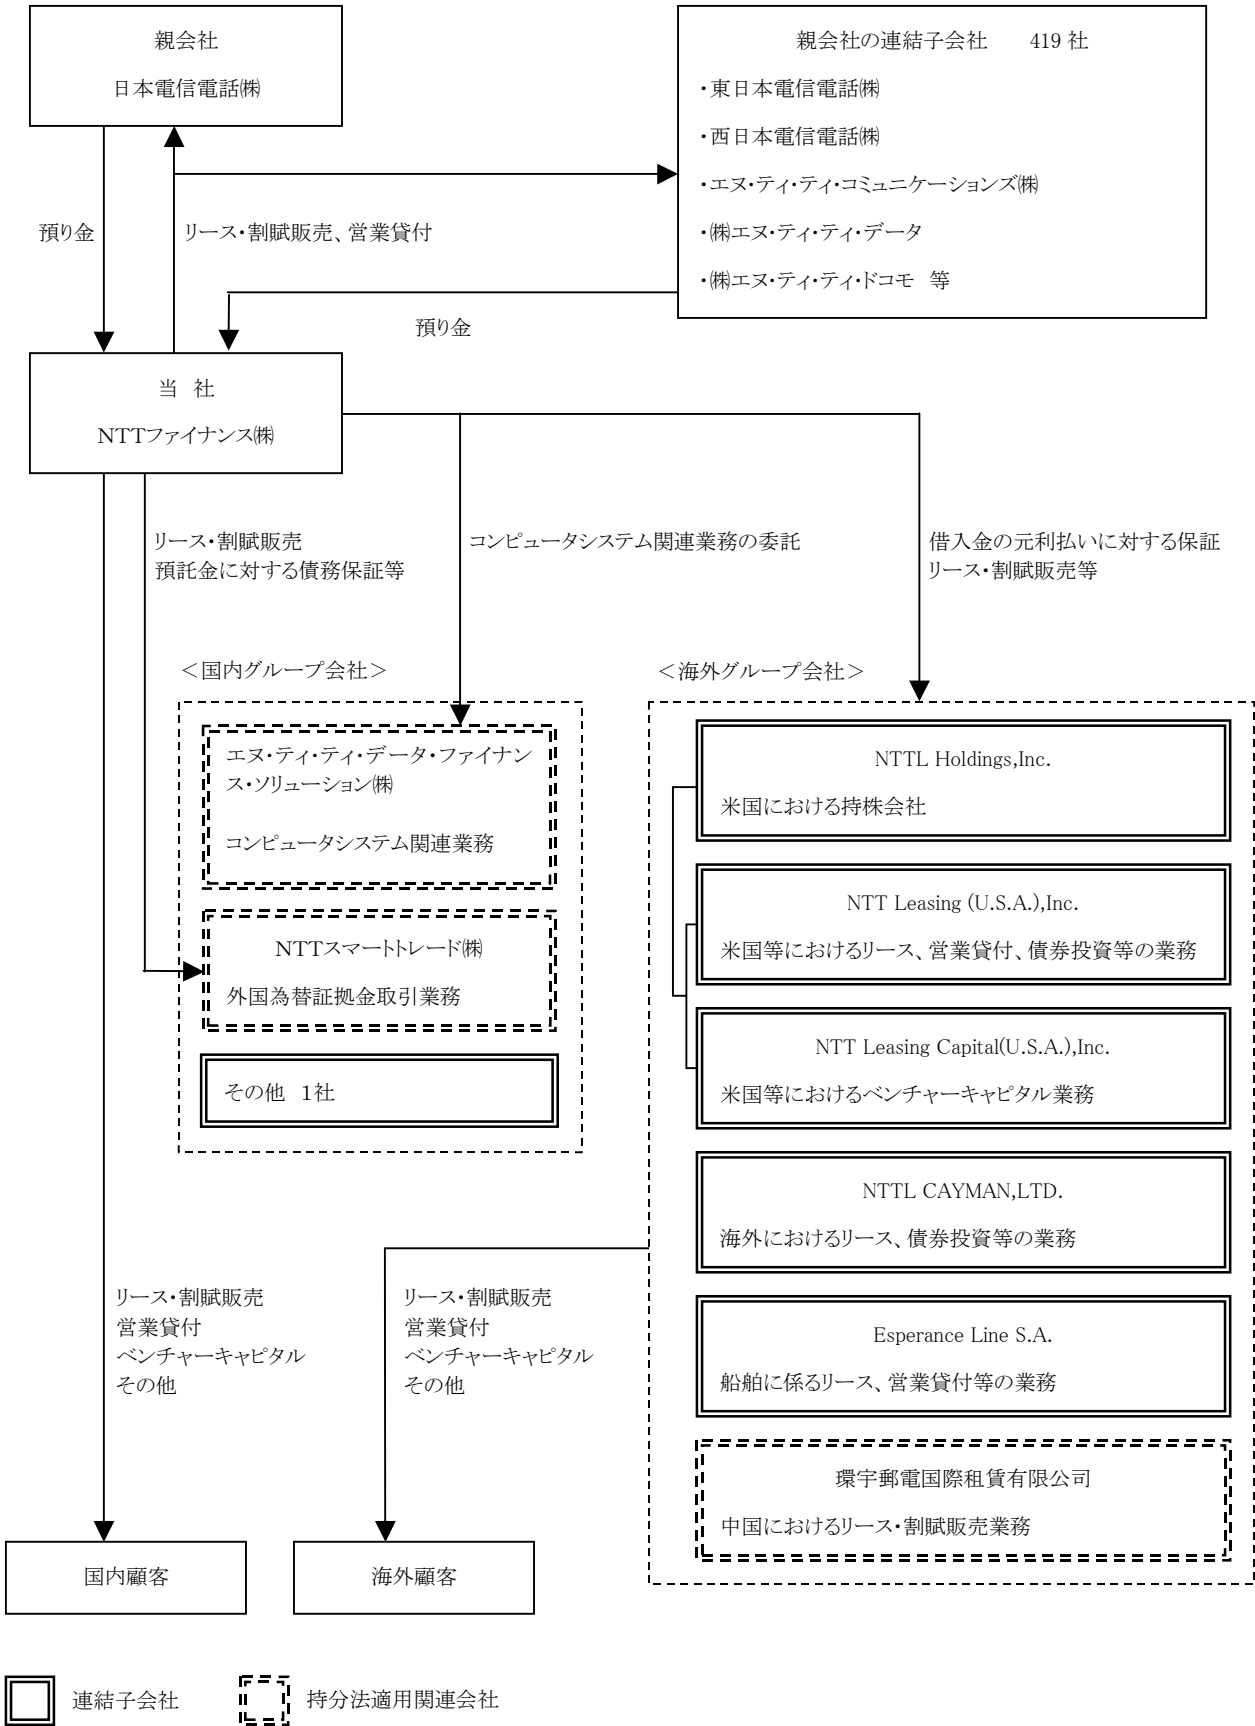 親会社
日本電信電話㈱
親会社の連結子会社　　419 社
・東日本電信電話㈱
・西日本電信電話㈱
・エヌ・ティ・ティ・コミュニケーションズ㈱
・㈱エヌ・ティ・ティ・データ
・㈱エヌ・ティ・ティ・ドコモ　等
預り金
リース・割賦販売、営業貸付
預り金
当　社
NTTファイナンス㈱
リース・割賦販売
預託金に対する債務保証等
コンピュータシステム関連業務の委託
借入金の元利払いに対する保証
リース・割賦販売等
＜国内グループ会社＞
エヌ・ティ・ティ・データ・ファイナン
ス・ソリューション㈱
コンピュータシステム関連業務
NTTスマートトレード㈱
外国為替証拠金取引業務
その他　1社
＜海外グループ会社＞
NTTL Holdings,Inc.
米国における持株会社
NTT Leasing (U.S.A.),Inc.
米国等におけるリース、営業貸付、債券投資等の業務
NTT Leasing Capital(U.S.A.),Inc.
米国等におけるベンチャーキャピタル業務
NTTL CAYMAN,LTD.
海外におけるリース、債券投資等の業務
Esperance Line S.A.
船舶に係るリース、営業貸付等の業務
環宇郵電国際租賃有限公司
中国におけるリース・割賦販売業務
リース・割賦販売
営業貸付
ベンチャーキャピタル
その他
リース・割賦販売
営業貸付
ベンチャーキャピタル
その他
国内顧客
海外顧客
連結子会社
持分法適用関連会社